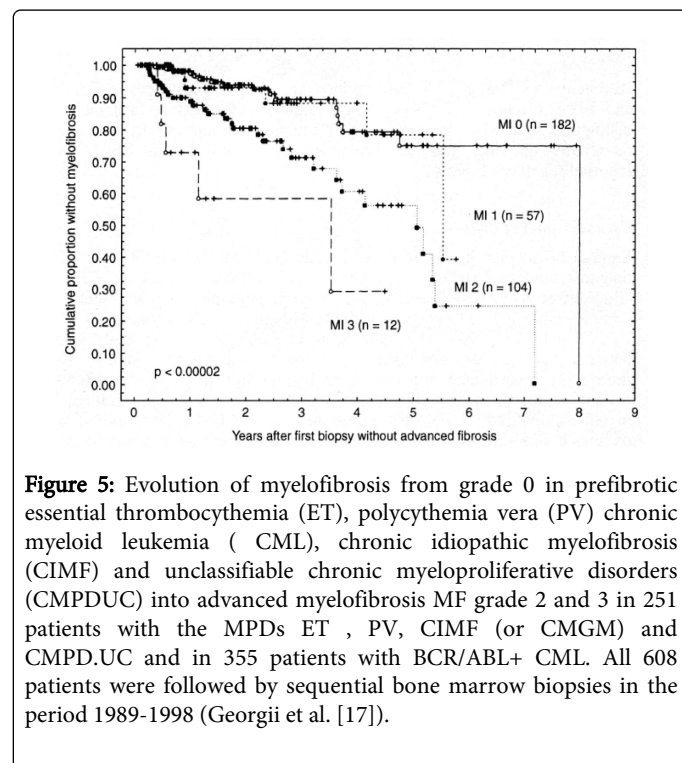 1.00
0.90
0.80
0.70
0.60
0.50
0.40
0.30
0.20
0.10
0.00
Cumulative proportion without myelofibrosis
MI 0 (n = 182)
MI 1 (n = 57)
MI 2 (n = 104)
MI 3 (n = 12)
p < 0.00002
0 1 2 3 4 5 6 7 8 9
Years after first biopsy without advanced fibrosis
Figure 5: Evolution of myelofibrosis from grade 0 in prefibrotic
essential thrombocythemia (ET), polycythemia vera (PV) chronic
myeloid leukemia ( CML), chronic idiopathic myelofibrosis
(CIMF) and unclassifiable chronic myeloproliferative disorders
(CMPDUC) into advanced myelofibrosis MF grade 2 and 3 in 251
patients with the MPDs ET , PV, CIMF (or CMGM) and
CMPD.UC and in 355 patients with BCR/ABL+ CML. All 608
patients were followed by sequential bone marrow biopsies in the
period 1989-1998 (Georgii et al. [17]).